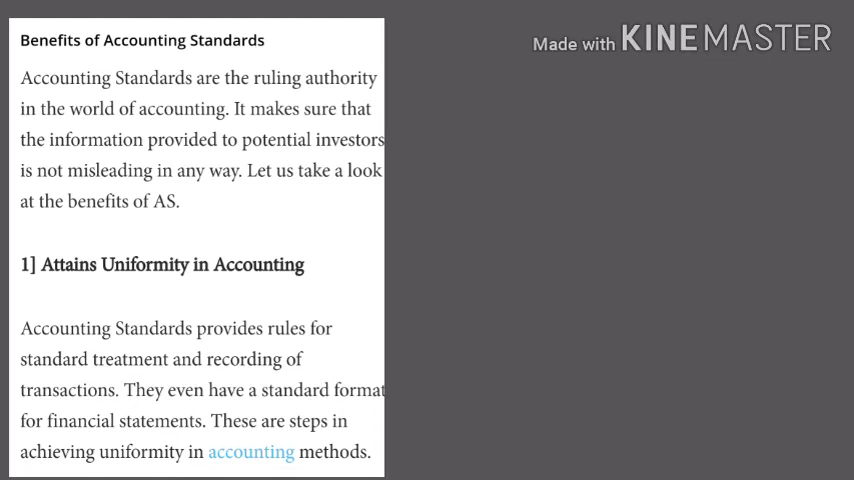 Benefits of Accounting Standards
Made with KINEMASTER
Accounting Standards are the ruling authority
in the world of accounting. It makes sure that
the information provided to potential investors
is not misleading in any way. Let us take a look
at the benefits of AS.
1] Attains Uniformity in Accounting
Accounting Standards provides rules for
standard treatment and recording of
transactions. They even have a standard format
for financial statements. These are steps in
achieving uniformity in accounting methods.